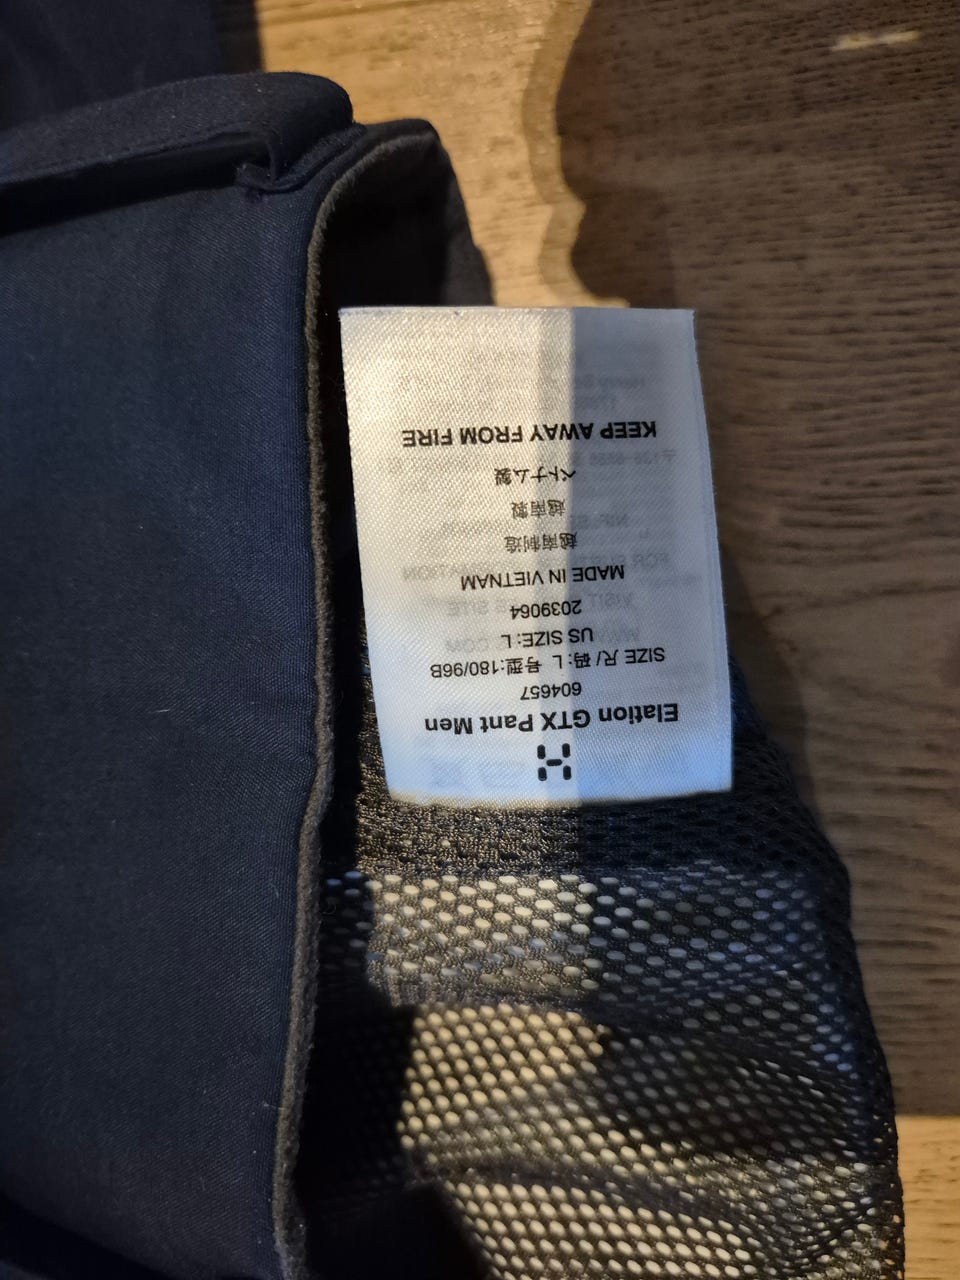 Elation GTX Pant Men
604657
SIZE 尺/ 码: L 号型:180/96B
US SIZE: L
2039064
MADE IN VIETNAM
越南制造
越南製
ベトナム製
KEEP AWAY FROM FIRE